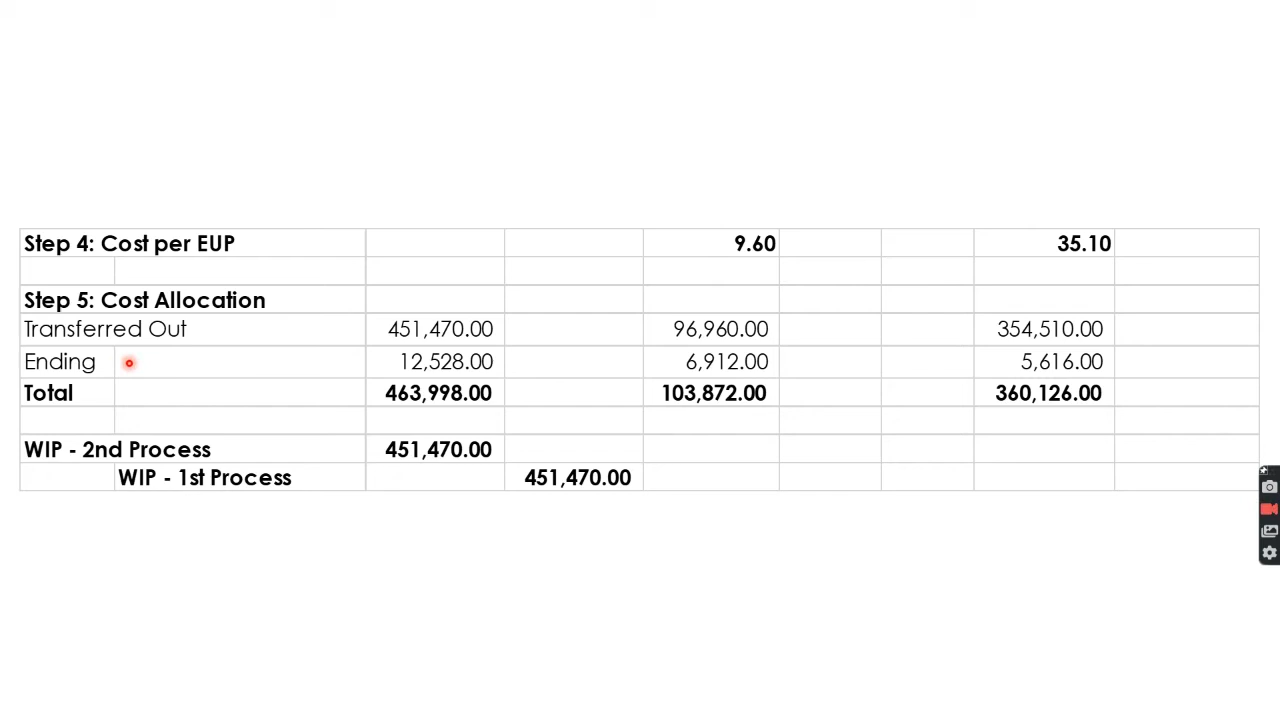 Step 4: Cost per EUP 9.60 35.10
Step 5: Cost Allocation
Transferred Out 451,470.00 96,960.00 354,510.00
Ending 12,528.00 6,912.00 5,616.00
Total 463,998.00 103,872.00 360,126.00
WIP - 2nd Process 451,470.00
WIP - 1st Process 451,470.00